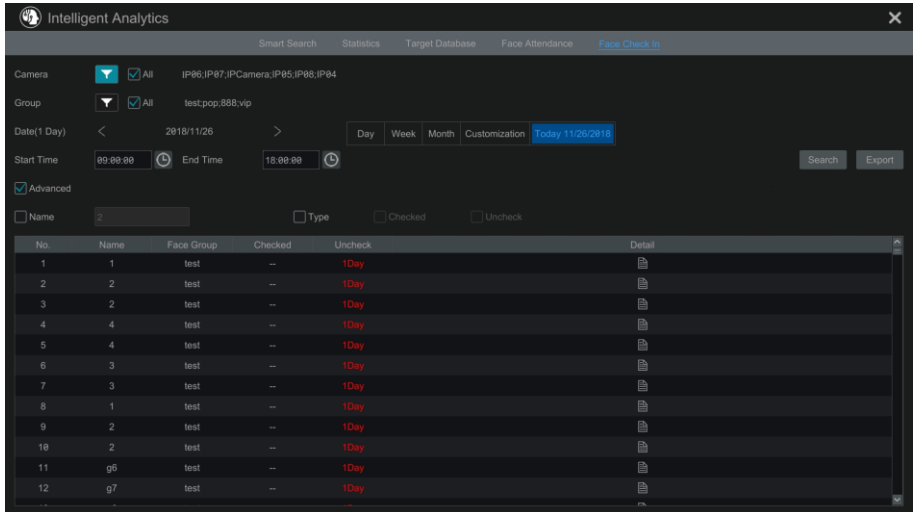 Intelligent Analytics
Smart Search Statistics Target Database Face Attendance Face Check In
Camera All IP06;IP07;IPCamera;IP05;IP08;IP04
Group All test;pop;888;vip
Date(1 Day) < 2018/11/26 > Day Week Month Customization Today 11/26/2018
Start Time 09:00:00 End Time 18:00:00 Search Export
Advanced
Name 2 Type Checked Uncheck
No. Name Face Group Checked Uncheck Detail
1 1 test -- 1Day
2 2 test -- 1Day
3 2 test -- 1Day
4 4 test -- 1Day
5 4 test -- 1Day
6 3 test -- 1Day
7 3 test -- 1Day
8 1 test -- 1Day
9 2 test -- 1Day
10 2 test -- 1Day
11 g6 test -- 1Day
12 g7 test -- 1Day